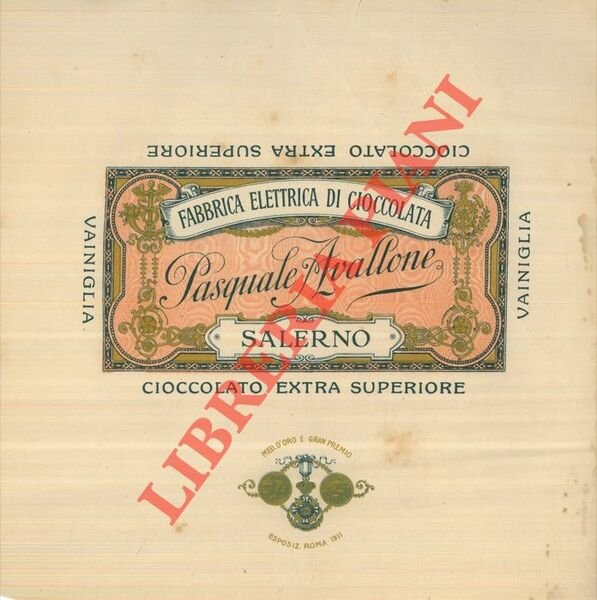 CIOCCOLATO EXTRA SUPERIORE
FABBRICA ELETTRICA DI CIOCCOLATA
Pasquale Avallone
SALERNO
VAINIGLIA.
VAINIGLIA
CIOCCOLATO EXTRA SUPERIORE
MED. D'ORO E GRAN PREMIO
ESPOSIZ. ROMA 1911
LIBRERIA PIANI